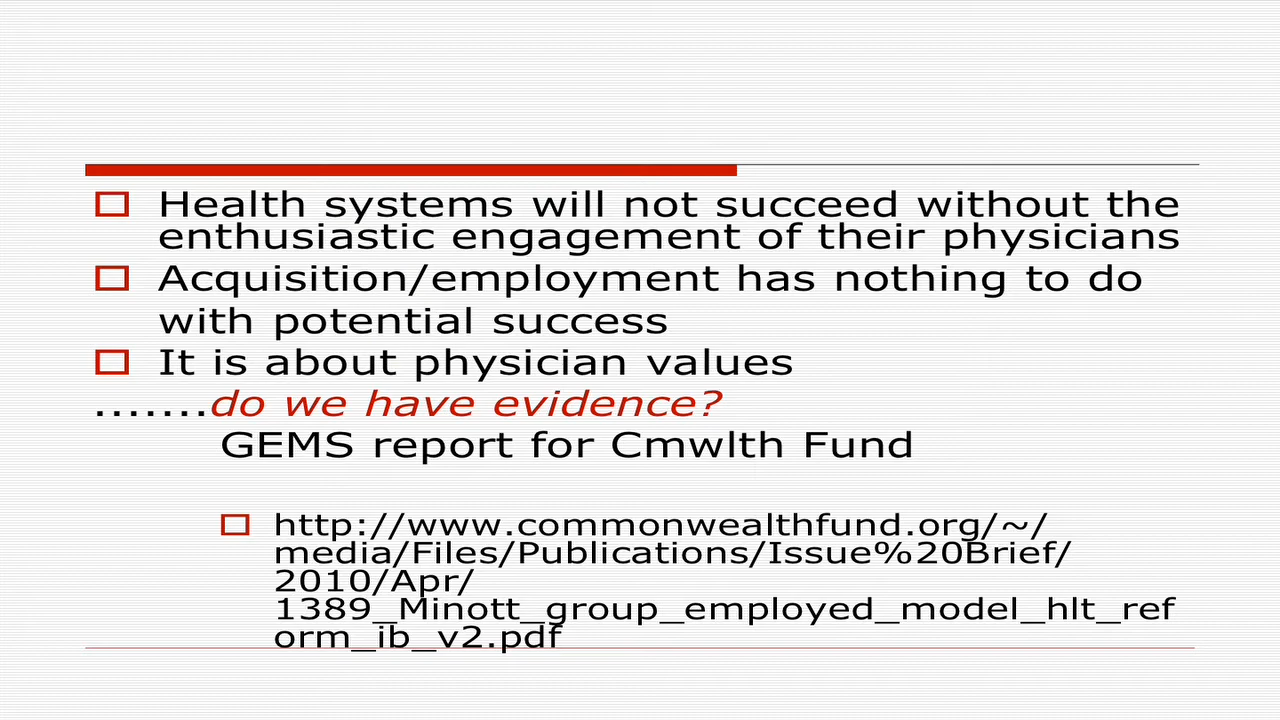 Health systems will not succeed without the
enthusiastic engagement of their physicians
Acquisition/employment has nothing to do
with potential success
It is about physician values
.......do we have evidence?
GEMS report for Cmwlth Fund
http://www.commonwealthfund.org/~/
media/Files/Publications/Issue%20Brief/
2010/Apr/
1389_Minott_group_employed_model_hlt_ref
orm_ib_v2.pdf